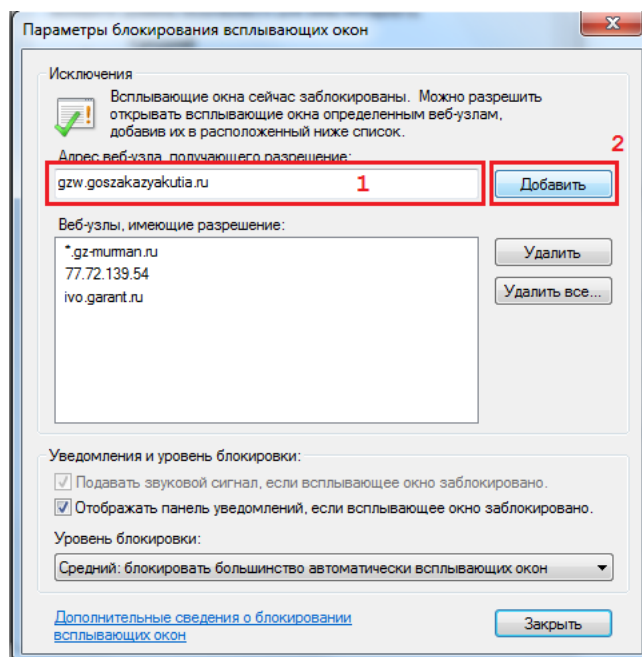 Параметры блокирования всплывающих окон
Исключения
Всплывающие окна сейчас заблокированы. Можно разрешить
открывать всплывающие окна определенным веб-узлам,
добавив их в расположенный ниже список.
2
Адрес веб-узла, получающего разрешение:
gzw.goszakazyakutia.ru 1 Добавить
Веб-узлы, имеющие разрешение:
*.gz-murman.ru
77.72.139.54
ivo.garant.ru
Удалить
Удалить все...
Уведомления и уровень блокировки:
Подавать звуковой сигнал, если всплывающее окно заблокировано.
Отображать панель уведомлений, если всплывающее окно заблокировано.
Уровень блокировки:
Средний: блокировать большинство автоматически всплывающих окон
Дополнительные сведения о блокировании
всплывающих окон
Закрыть